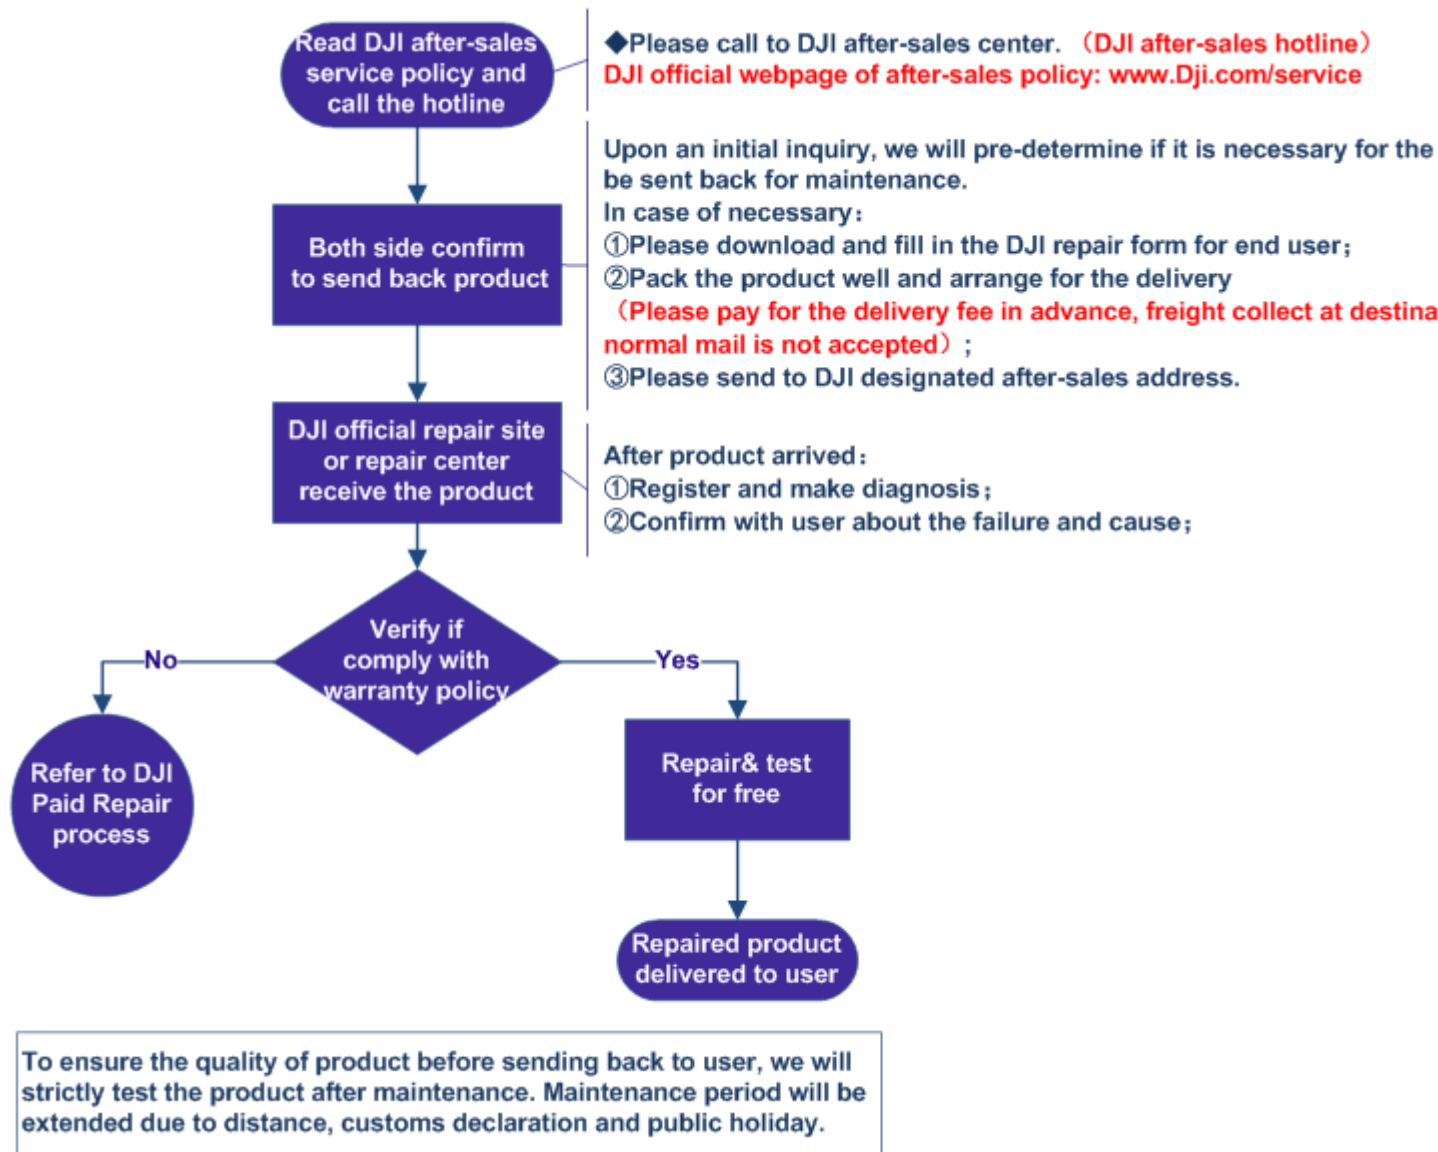 Read DJI after-sales
service policy and
call the hotline
◆Please call to DJI after-sales center. （DJI after-sales hotline）
DJI official webpage of after-sales policy: www.Dji.com/service
Both side confirm
to send back product
Upon an initial inquiry, we will pre-determine if it is necessary for the
be sent back for maintenance.
In case of necessary：
①Please download and fill in the DJI repair form for end user；
②Pack the product well and arrange for the delivery
（Please pay for the delivery fee in advance, freight collect at destina
normal mail is not accepted）；
③Please send to DJI designated after-sales address.
DJI official repair site
or repair center
receive the product
After product arrived：
①Register and make diagnosis；
②Confirm with user about the failure and cause；
Verify if
comply with
warranty policy
No
Yes
Refer to DJI
Paid Repair
process
Repair& test
for free
Repaired product
delivered to user
To ensure the quality of product before sending back to user, we will
strictly test the product after maintenance. Maintenance period will be
extended due to distance, customs declaration and public holiday.